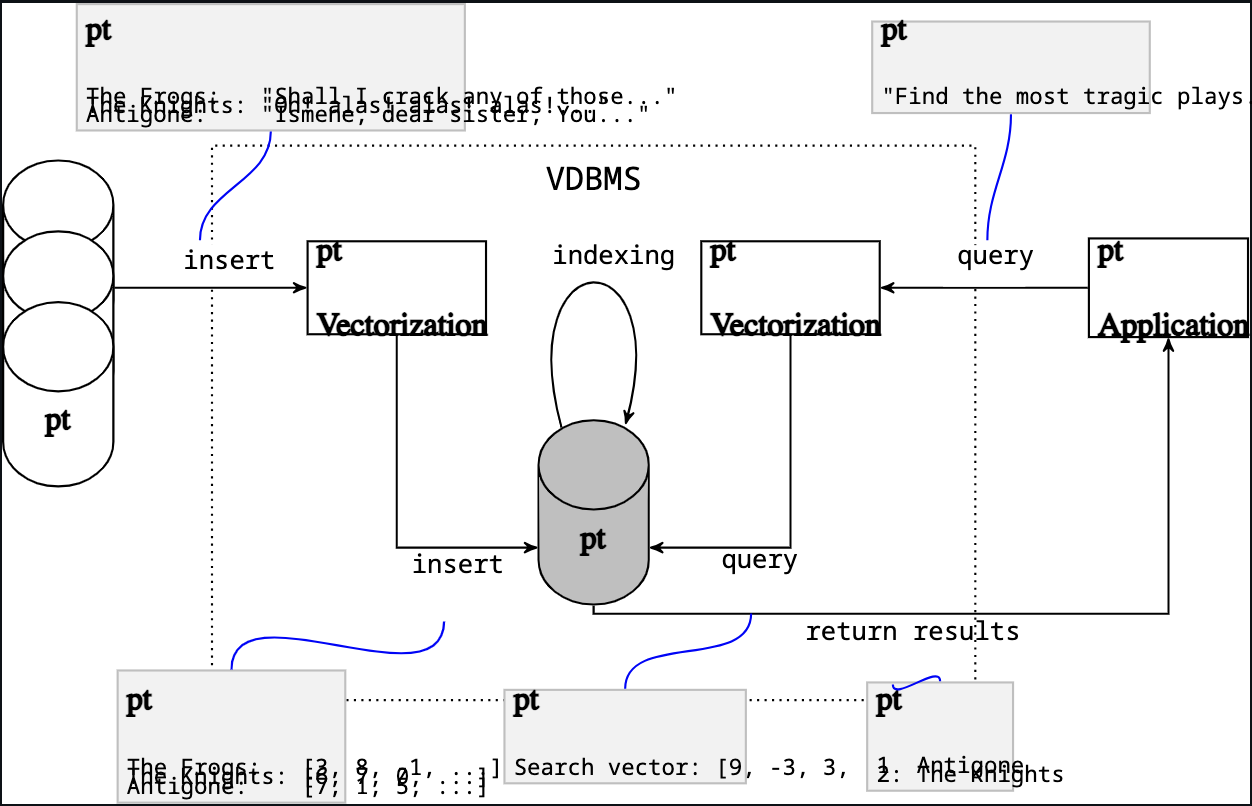 pt
The Frogs: "Shall I crack any of those..."
The Knights: "Oh! alas! alas! alas!..."
Antigone: "Ismene, dear sister, You..."
pt
"Find the most tragic plays.
VDBMS
insert
pt
Vectorization
indexing
pt
Vectorization
query
pt
Application
pt
pt
insert
query
return results
pt
The Frogs: [3, 8, -1, ...]
The Knights: [6, 7, 0, ...]
Antigone: [7, 1, 5, ...]
pt
Search vector: [9, -3, 3,
pt
1. Antigone
2. The Knights